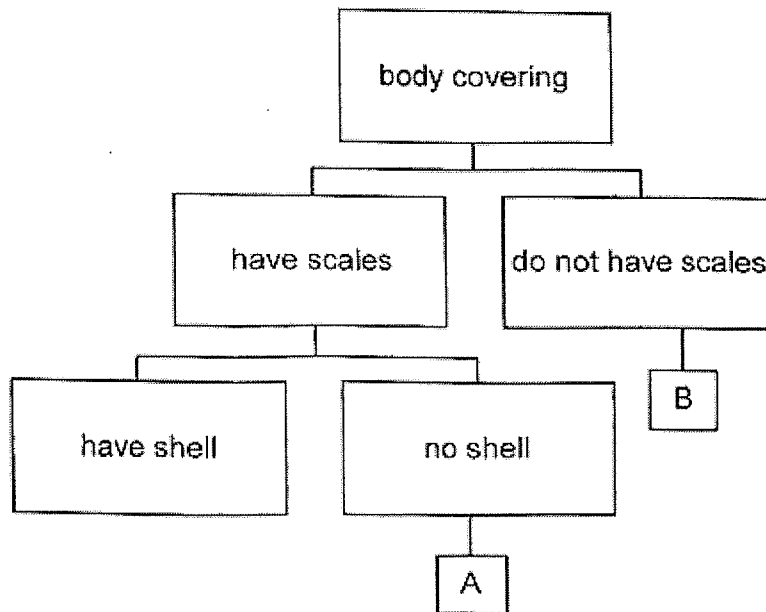 body covering
have scales
do not have scales
have shell
no shell
B
A